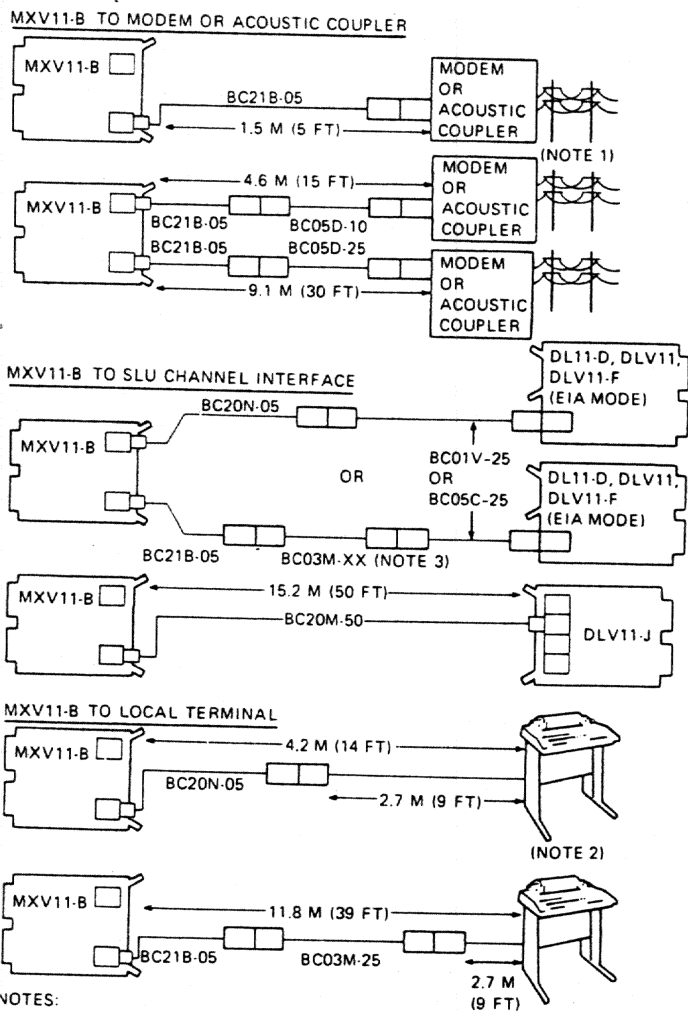 MXV11-B TO MODEM OR ACOUSTIC COUPLER
MXV11-B
BC21B-05
1.5 M (5 FT)
MODEM
OR
ACOUSTIC
COUPLER
(NOTE 1)
MXV11-B
4.6 M (15 FT)
BC21B-05
BC05D-10
MODEM
OR
ACOUSTIC
COUPLER
BC21B-05
BC05D-25
9.1 M (30 FT)
MODEM
OR
ACOUSTIC
COUPLER
MXV11-B TO SLU CHANNEL INTERFACE
MXV11-B
BC20N-05
DL11-D, DLV11,
DLV11-F
(EIA MODE)
OR
BC01V-25
OR
BC05C-25
BC21B-05
BC03M-XX (NOTE 3)
DL11-D, DLV11,
DLV11-F
(EIA MODE)
MXV11-B
15.2 M (50 FT)
BC20M-50
DLV11-J
MXV11-B TO LOCAL TERMINAL
MXV11-B
4.2 M (14 FT)
BC20N-05
2.7 M (9 FT)
(NOTE 2)
MXV11-B
11.8 M (39 FT)
BC21B-05
BC03M-25
2.7 M
(9 FT)
NOTES: